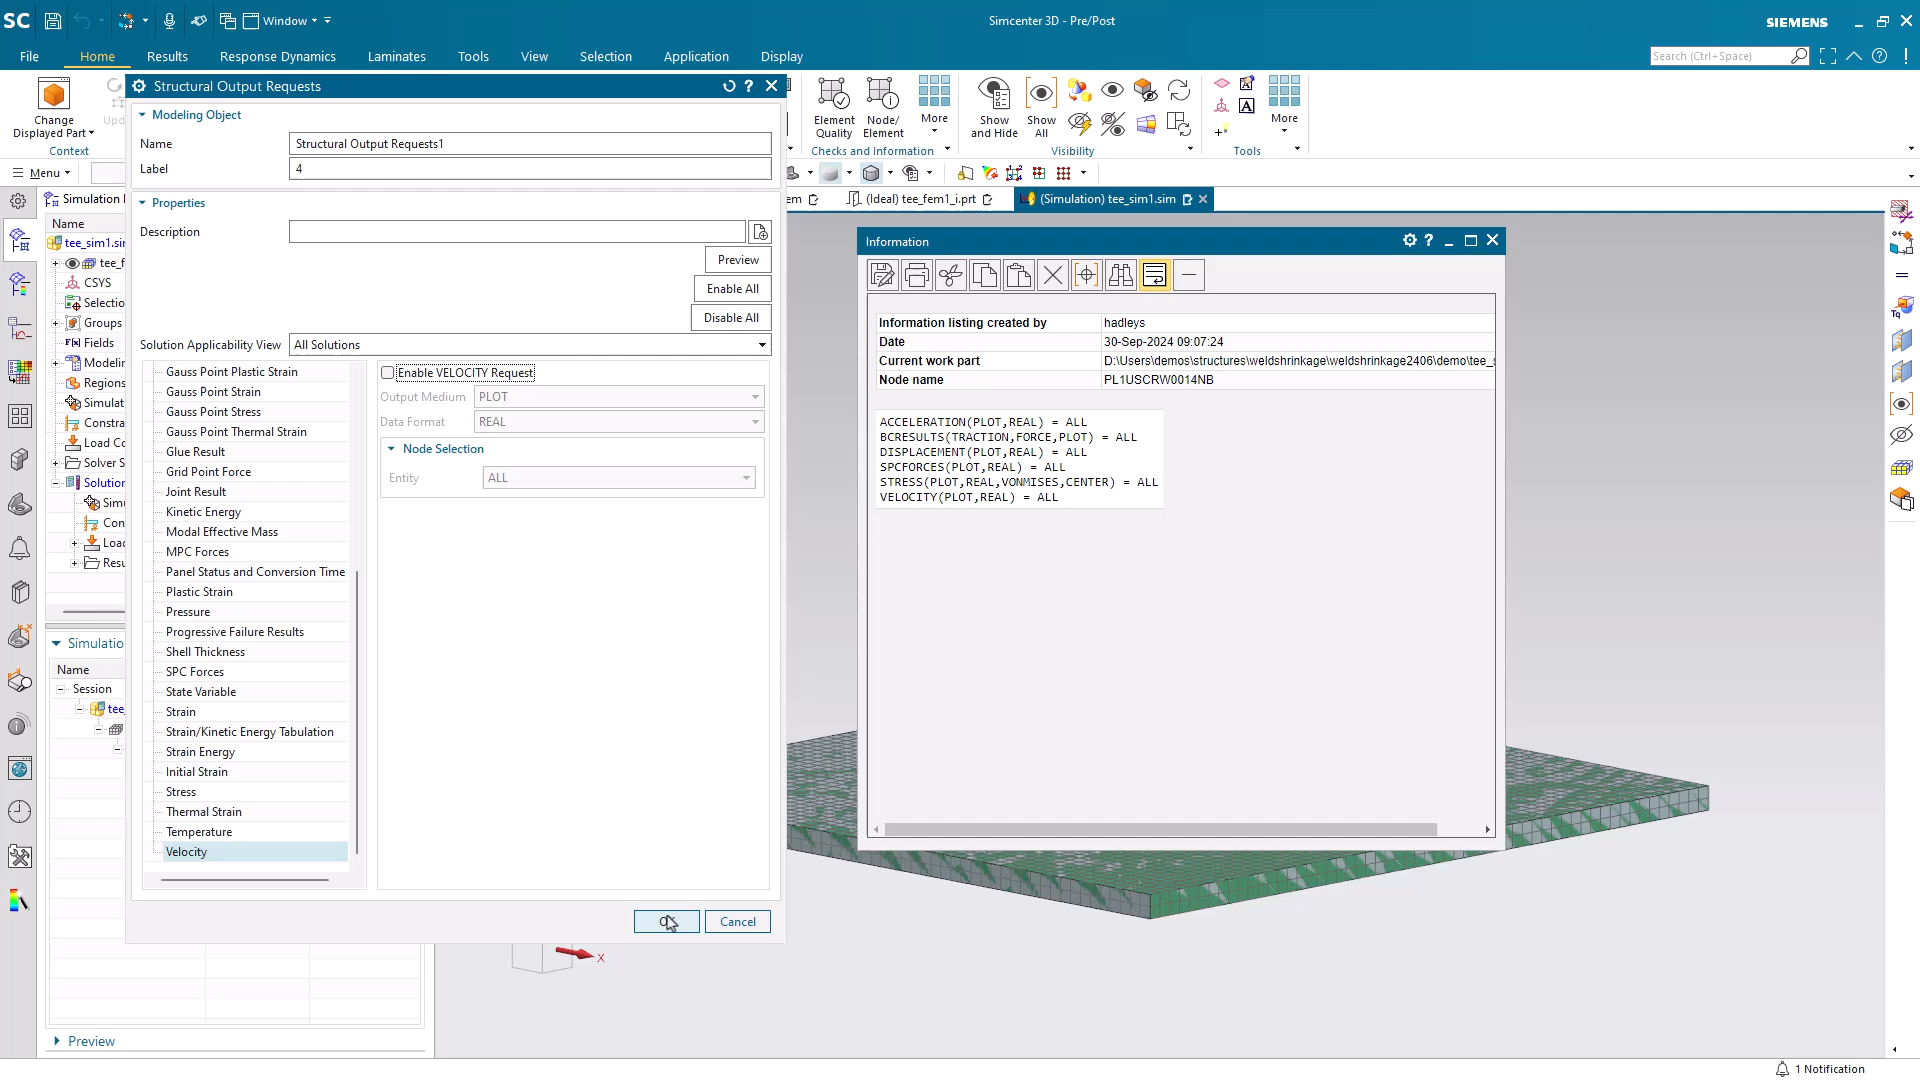 SC
Window
Simcenter 3D - Pre/Post
SIEMENS
File
Home
Results
Response Dynamics
Laminates
Tools
View
Selection
Application
Display
Search (Ctrl+Space)
Change
Displayed Part
Context
Structural Output Requests
Modeling Object
Name
Structural Output Requests1
Label
4
Properties
Description
Preview
Enable All
Disable All
Solution Applicability View
All Solutions
Gauss Point Plastic Strain
Gauss Point Strain
Gauss Point Stress
Gauss Point Thermal Strain
Glue Result
Grid Point Force
Joint Result
Kinetic Energy
Modal Effective Mass
MPC Forces
Panel Status and Conversion Time
Plastic Strain
Pressure
Progressive Failure Results
Shell Thickness
SPC Forces
State Variable
Strain
Strain/Kinetic Energy Tabulation
Strain Energy
Initial Strain
Stress
Thermal Strain
Temperature
Velocity
Enable VELOCITY Request
Output Medium
PLOT
Data Format
REAL
Node Selection
Entity
ALL
Cancel
Element
Quality
Node/
Element
More
Checks and Information
Show
and Hide
Show
All
Visibility
More
Tools
Menu
(Ideal) tee_fem1_i.prt
(Simulation) tee_sim1.sim
Simulation
Name
tee_sim1.si
tee_f
CSYS
Selectio
Groups
Fields
Modelin
Regions
Simulat
Constra
Load Co
Solver S
Solution
Simu
Con
Load
Resu
Simulatio
Name
Session
tee_
Preview
X
Information
Information listing created by
hadleys
Date
30-Sep-2024 09:07:24
Current work part
D:\Users\demos\structures\weldshrinkage\weldshrinkage2406\demo\tee_s
Node name
PL1USCRW0014NB
ACCELERATION(PLOT,REAL) = ALL
BCRESULTS(TRACTION,FORCE,PLOT) = ALL
DISPLACEMENT(PLOT,REAL) = ALL
SPCFORCES(PLOT,REAL) = ALL
STRESS(PLOT,REAL,VONMISES,CENTER) = ALL
VELOCITY(PLOT,REAL) = ALL
1 Notification